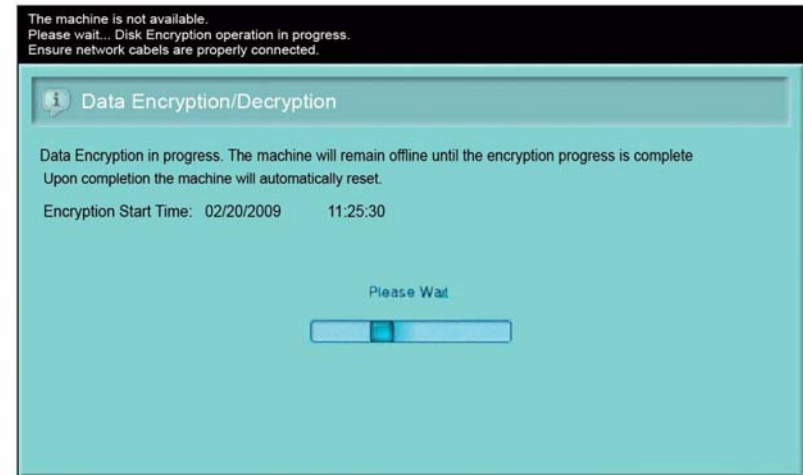 The machine is not available.
Please wait... Disk Encryption operation in progress.
Ensure network cabels are properly connected.
Data Encryption/Decryption
Data Encryption in progress. The machine will remain offline until the encryption progress is complete
Upon completion the machine will automatically reset.
Encryption Start Time: 02/20/2009 11:25:30
Please Wait